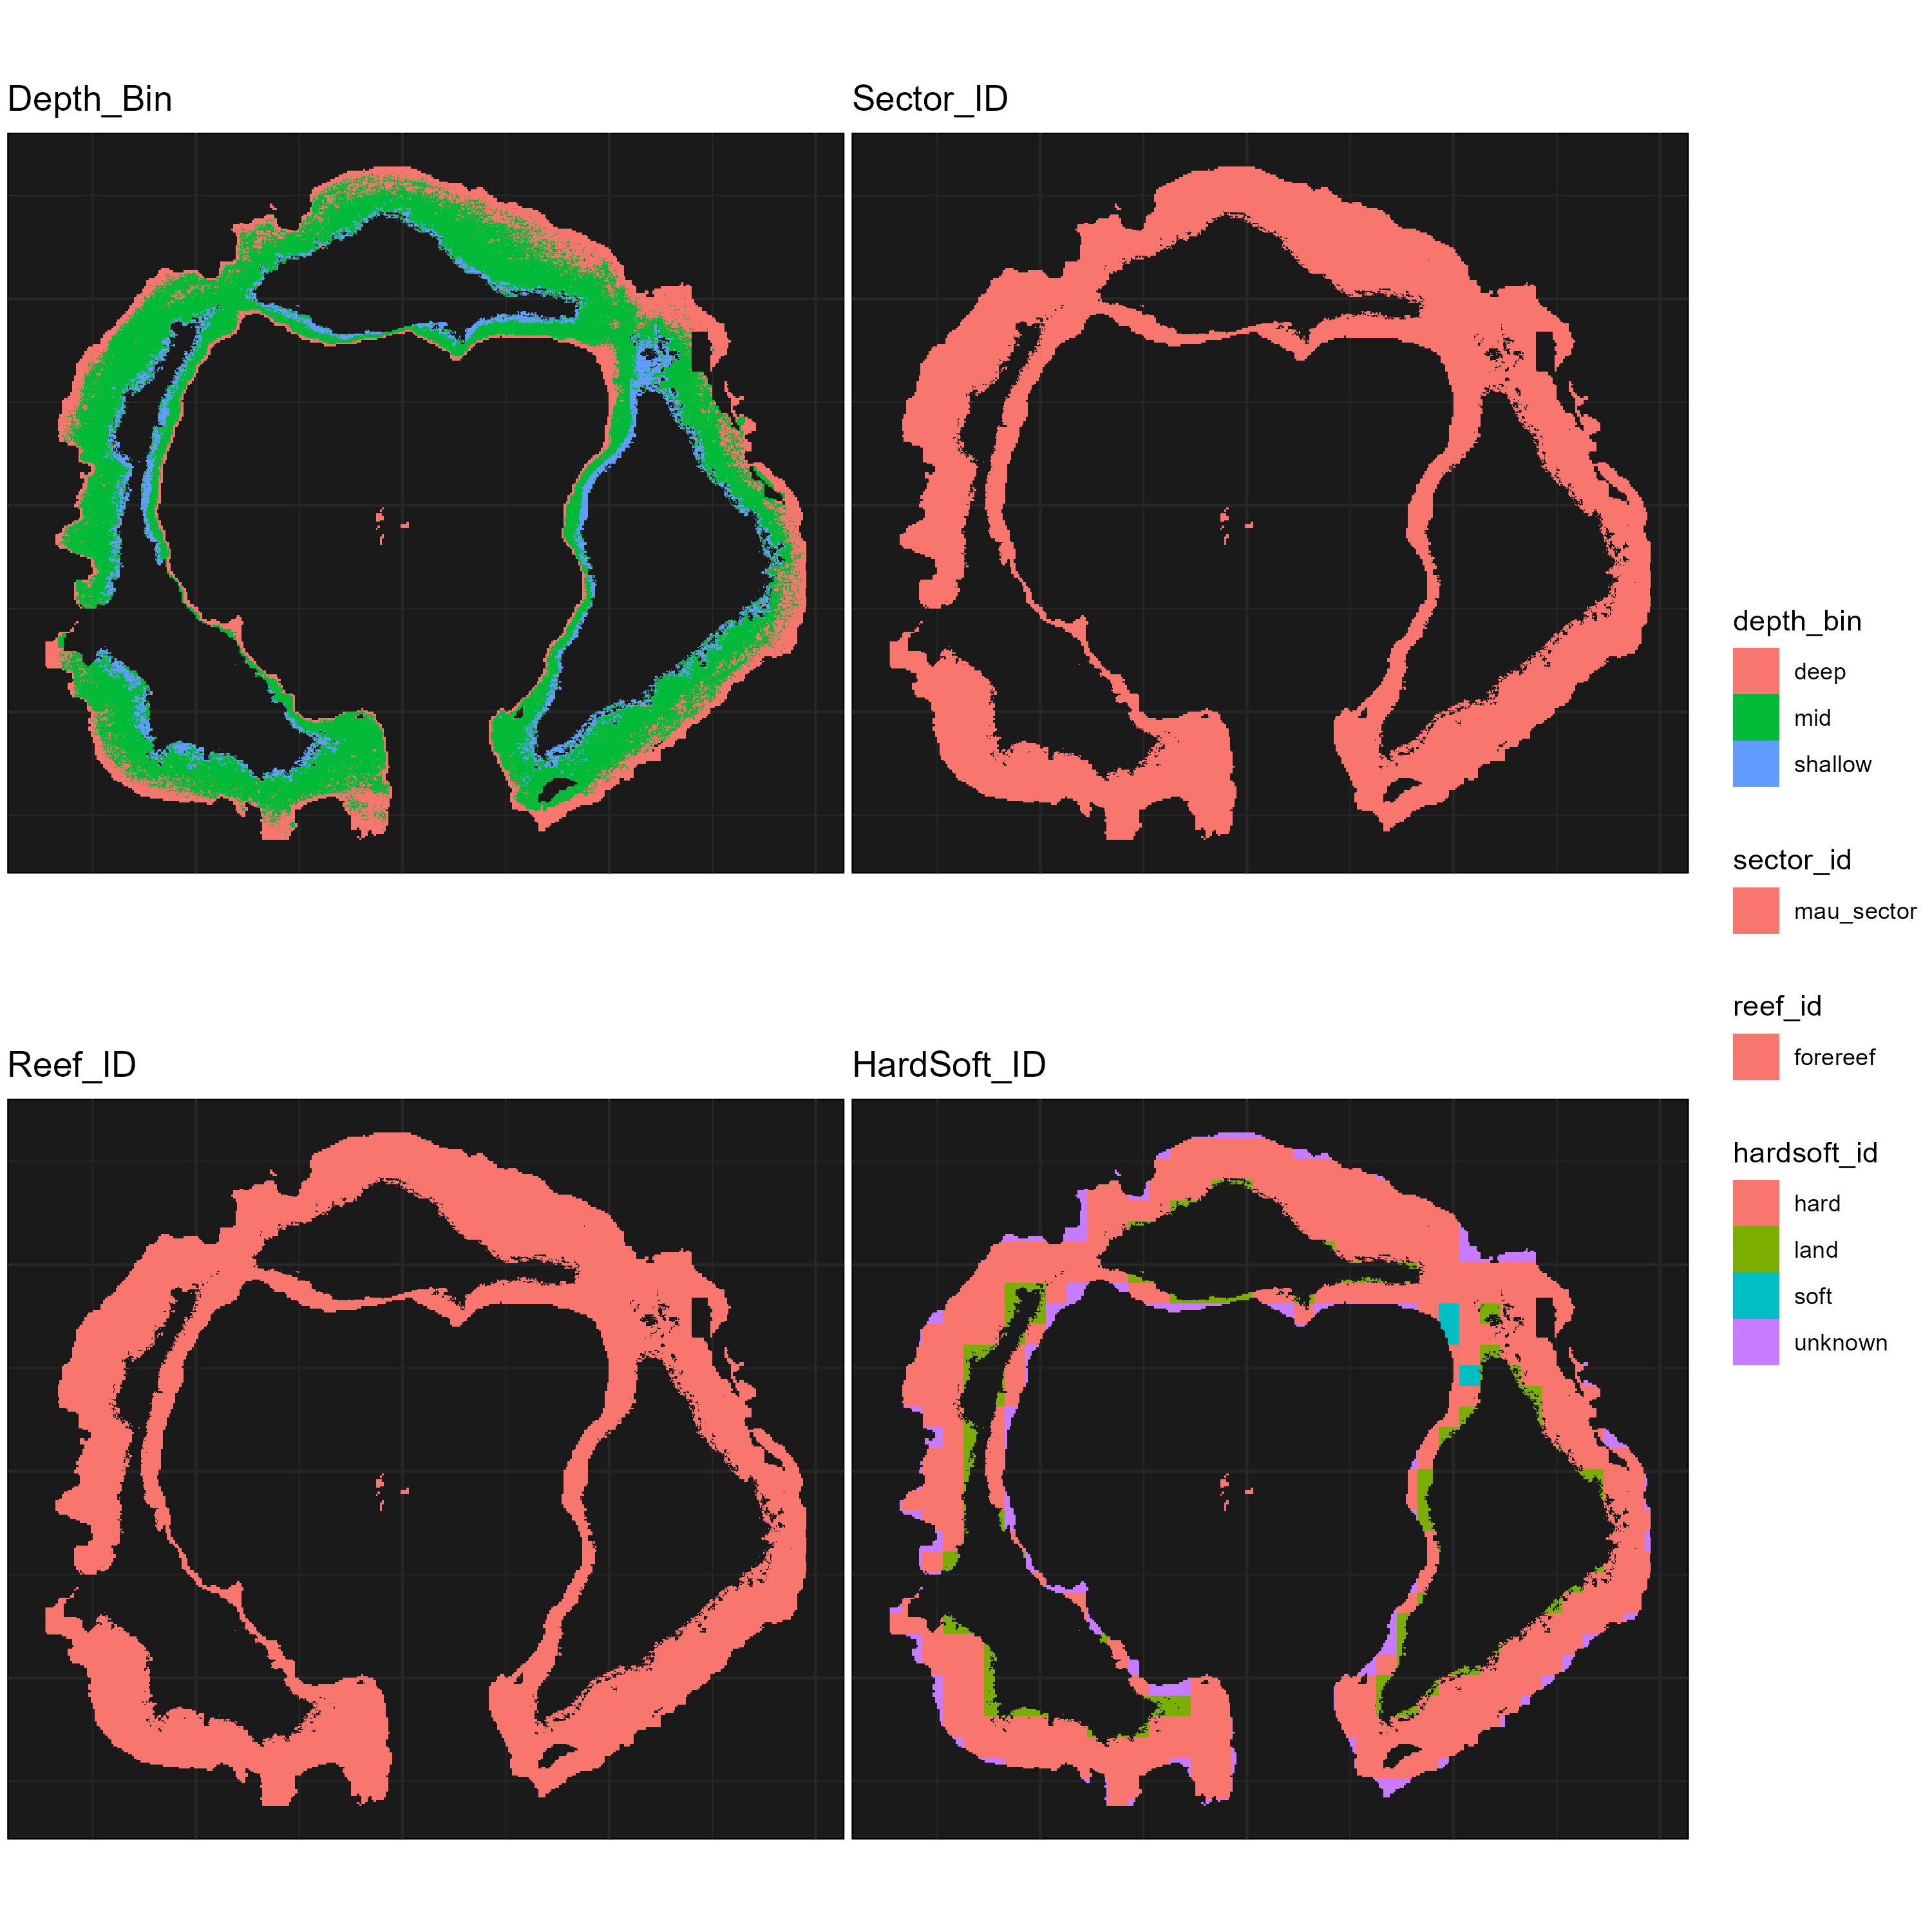 Depth_Bin
Sector_ID
Reef_ID
HardSoft_ID
depth_bin
deep
mid
shallow
sector_id
mau_sector
reef_id
forereef
hardsoft_id
hard
land
soft
unknown